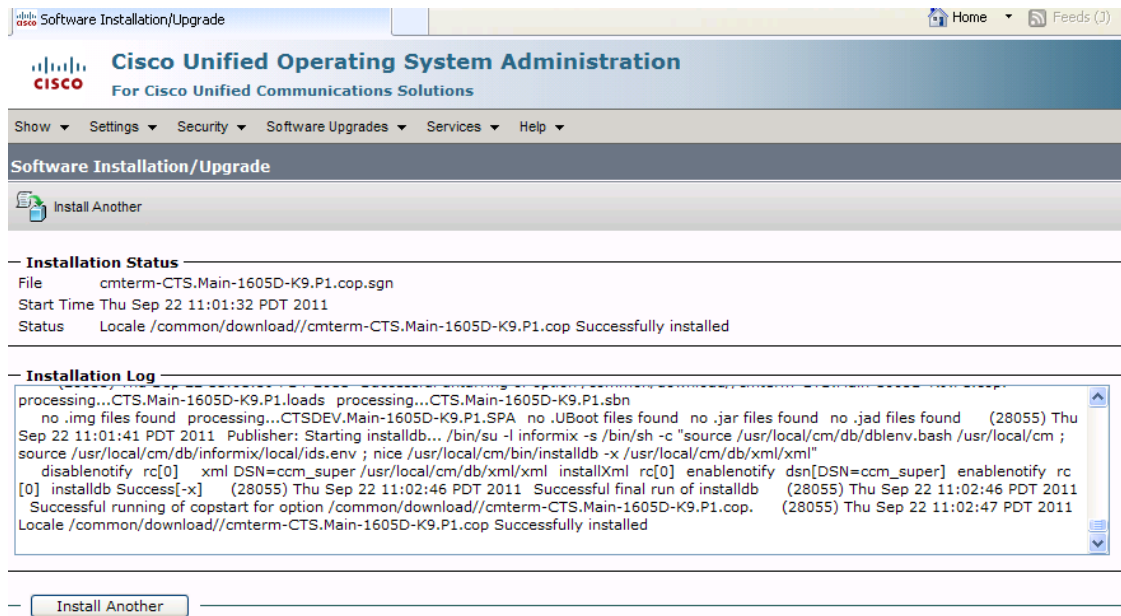 Software Installation/Upgrade
Home
Feeds (J)
CISCO
Cisco Unified Operating System Administration
For Cisco Unified Communications Solutions
Show Settings Security Software Upgrades Services Help
Software Installation/Upgrade
Install Another
Installation Status
File cmterm-CTS.Main-1605D-K9.P1.cop.sgn
Start Time Thu Sep 22 11:01:32 PDT 2011
Status Locale /common/download//cmterm-CTS.Main-1605D-K9.P1.cop Successfully installed
Installation Log
processing...CTS.Main-1605D-K9.P1.loads processing...CTS.Main-1605D-K9.P1.sbn
no .img files found processing...CTSDEV.Main-1605D-K9.P1.SPA no .UBoot files found no .jar files found no .jad files found (28055) Thu
Sep 22 11:01:41 PDT 2011 Publisher: Starting installdb... /bin/su -l informix -s /bin/sh -c "source /usr/local/cm/db/dblenv.bash /usr/local/cm ;
source /usr/local/cm/db/informix/local/ids.env ; nice /usr/local/cm/bin/installdb -x /usr/local/cm/db/xml/xml"
disablenotify rc[0] xml DSN=ccm_super /usr/local/cm/db/xml/xml installXml rc[0] enablenotify dsn[DSN=ccm_super] enablenotify rc
[0] installdb Success[-x] (28055) Thu Sep 22 11:02:46 PDT 2011 Successful final run of installdb (28055) Thu Sep 22 11:02:46 PDT 2011
Successful running of copstart for option /common/download//cmterm-CTS.Main-1605D-K9.P1.cop. (28055) Thu Sep 22 11:02:47 PDT 2011
Locale /common/download//cmterm-CTS.Main-1605D-K9.P1.cop Successfully installed
Install Another